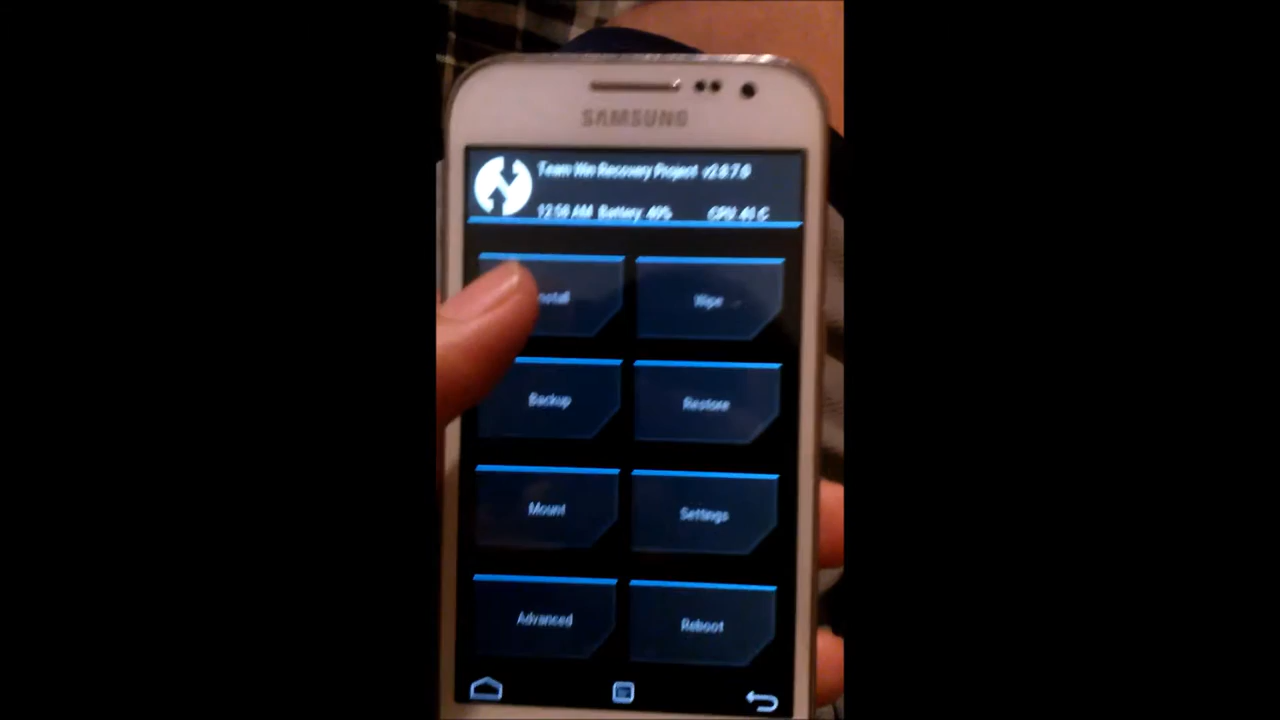 SAMSUNG
Team Win Recovery Project v2.8.7.0
12:58 AM Battery: 49% CPU: 41 C
Install Wipe
Backup Restore
Mount Settings
Advanced Reboot